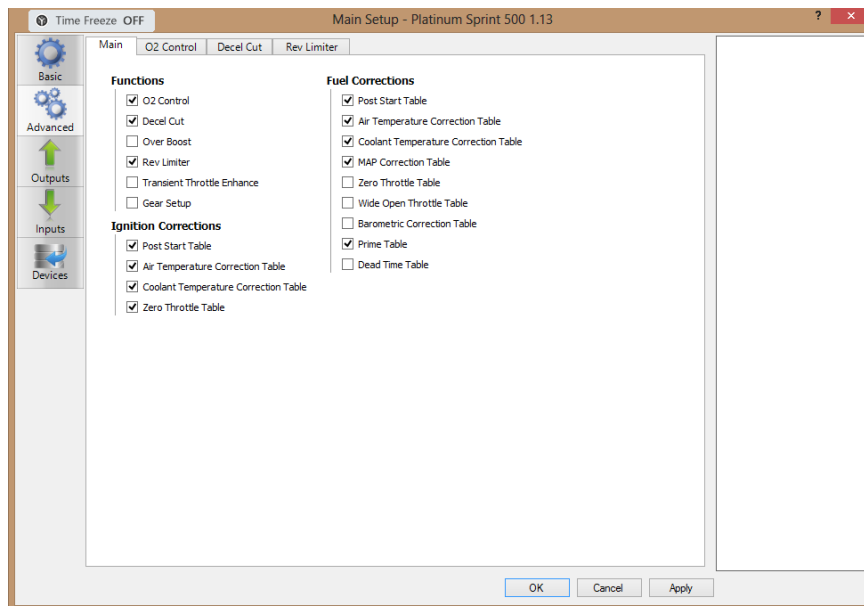 Time Freeze OFF
Main Setup - Platinum Sprint 500 1.13
?
Basic
Advanced
Outputs
Inputs
Devices
Main
O2 Control
Decel Cut
Rev Limiter
Functions
O2 Control
Decel Cut
Over Boost
Rev Limiter
Transient Throttle Enhance
Gear Setup
Ignition Corrections
Post Start Table
Air Temperature Correction Table
Coolant Temperature Correction Table
Zero Throttle Table
Fuel Corrections
Post Start Table
Air Temperature Correction Table
Coolant Temperature Correction Table
MAP Correction Table
Zero Throttle Table
Wide Open Throttle Table
Barometric Correction Table
Prime Table
Dead Time Table
OK
Cancel
Apply